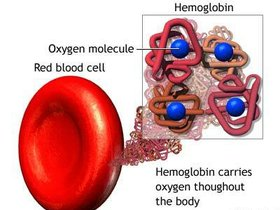 Hemoglobin
Oxygen molecule
Red blood cell
Hemoglobin carries
oxygen thoughout
the body